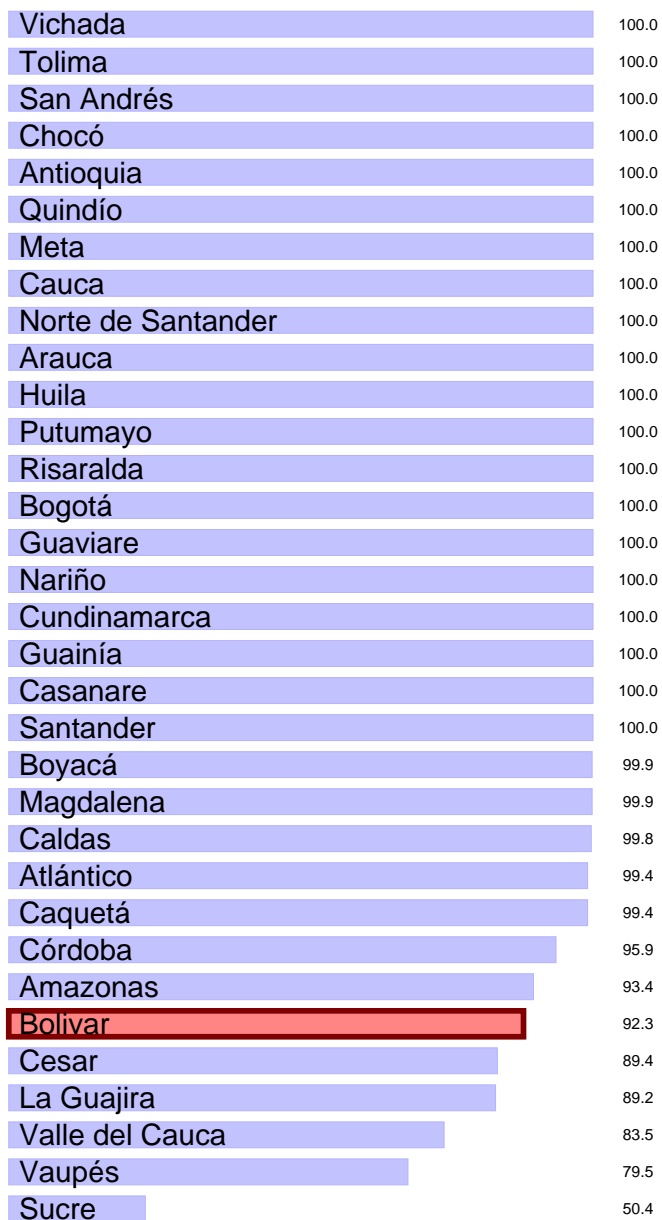 Vichada 100.0
Tolima 100.0
San Andrés 100.0
Chocó 100.0
Antioquia 100.0
Quindío 100.0
Meta 100.0
Cauca 100.0
Norte de Santander 100.0
Arauca 100.0
Huila 100.0
Putumayo 100.0
Risaralda 100.0
Bogotá 100.0
Guaviare 100.0
Nariño 100.0
Cundinamarca 100.0
Guainía 100.0
Casanare 100.0
Santander 100.0
Boyacá 99.9
Magdalena 99.9
Caldas 99.8
Atlántico 99.4
Caquetá 99.4
Córdoba 95.9
Amazonas 93.4
Bolivar 92.3
Cesar 89.4
La Guajira 89.2
Valle del Cauca 83.5
Vaupés 79.5
Sucre 50.4